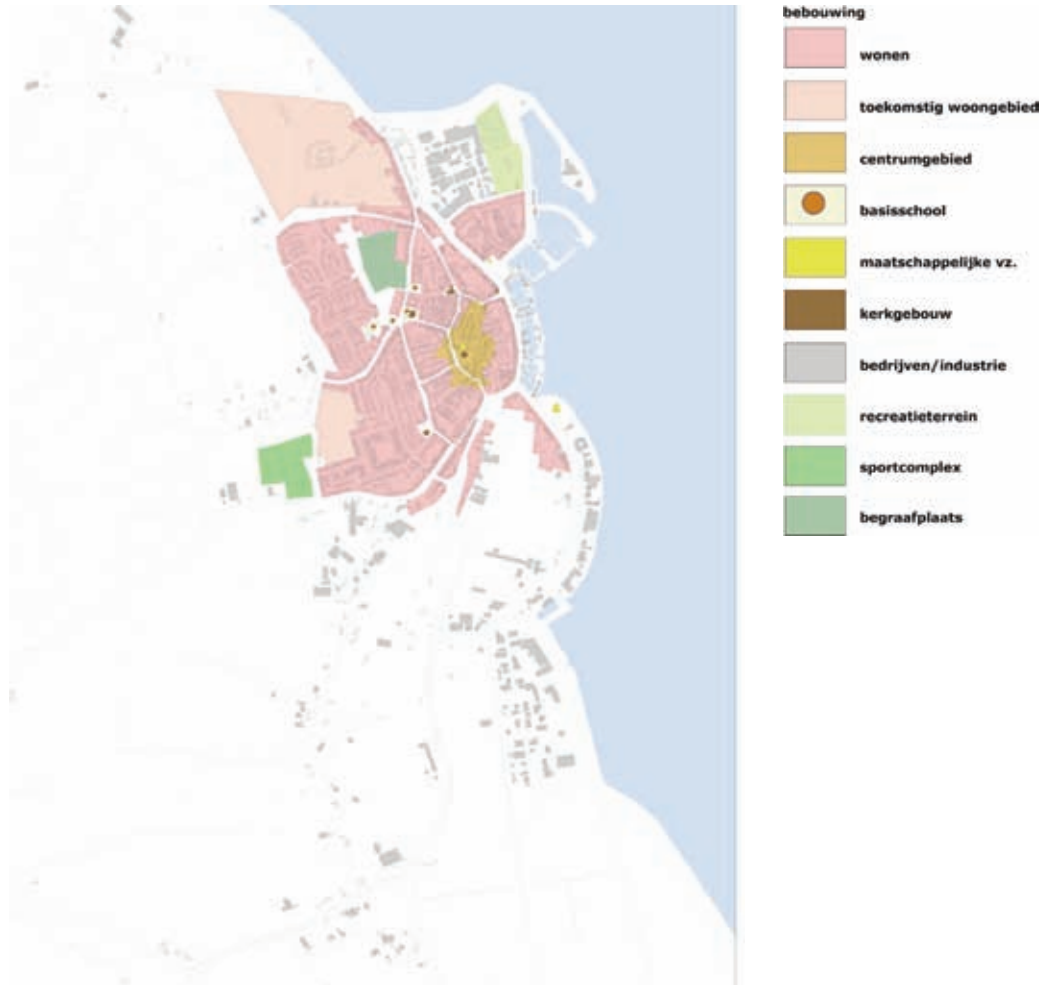 bebouwing
wonen
toekomstig woongebied
centrumgebied
basisschool
maatschappelijke vz.
kerkgebouw
bedrijven/industrie
recreatieterrein
sportcomplex
begraafplaats